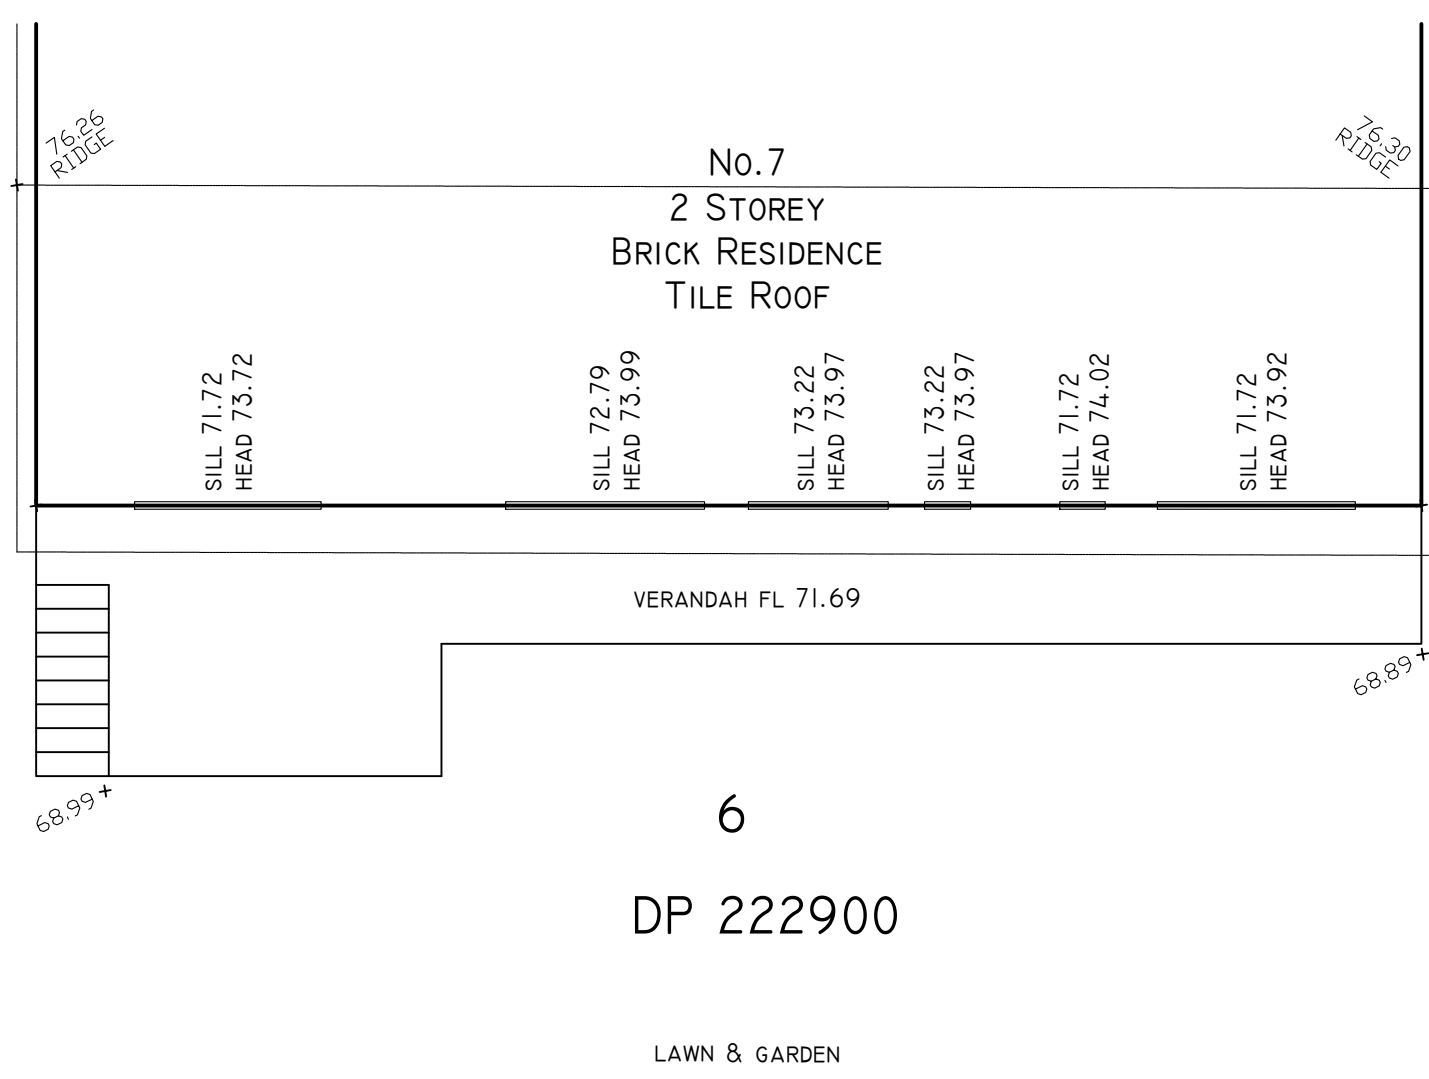 76.26
RIDGE
76.30
RIDGE
No.7
2 STOREY
BRICK RESIDENCE
TILE ROOF
SILL 71.72
HEAD 73.72
SILL 72.79
HEAD 73.99
SILL 73.22
HEAD 73.97
SILL 73.22
HEAD 73.97
SILL 71.72
HEAD 74.02
SILL 71.72
HEAD 73.92
VERANDAH FL 71.69
68.89
68.99
6
DP 222900
LAWN & GARDEN